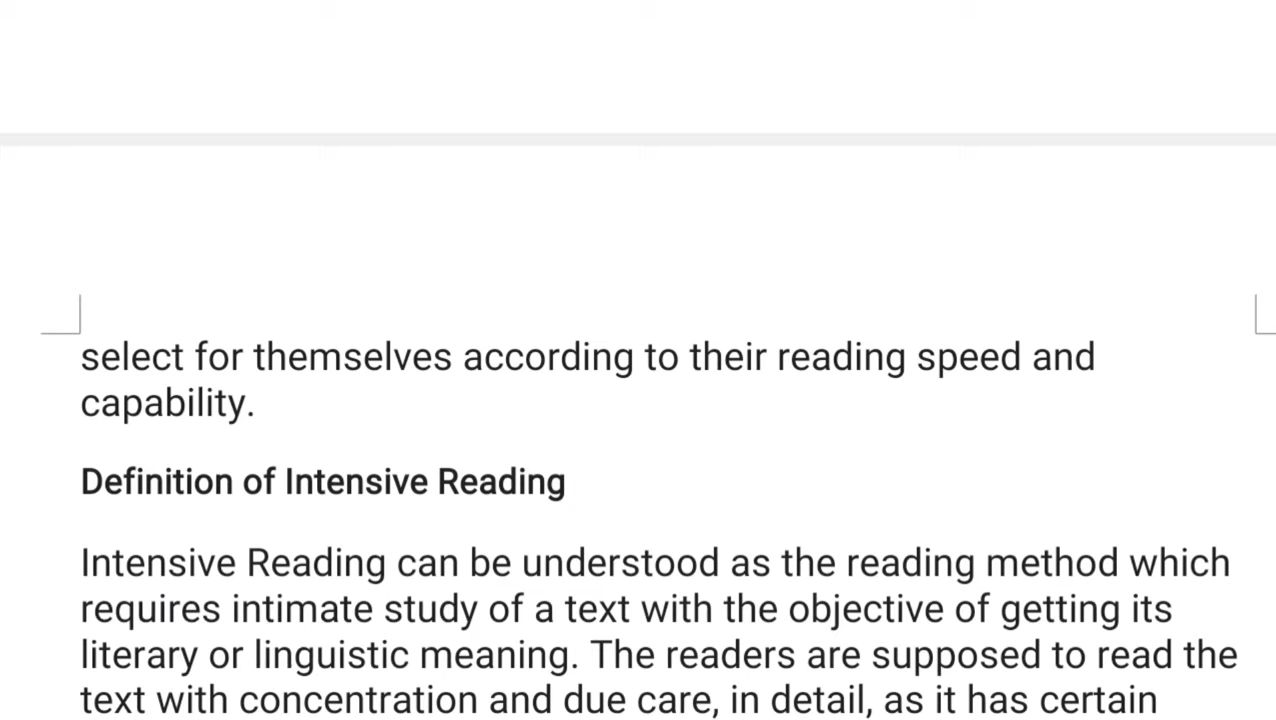 select for themselves according to their reading speed and
capability.
Definition of Intensive Reading
Intensive Reading can be understood as the reading method which
requires intimate study of a text with the objective of getting its
literary or linguistic meaning. The readers are supposed to read the
text with concentration and due care, in detail, as it has certain